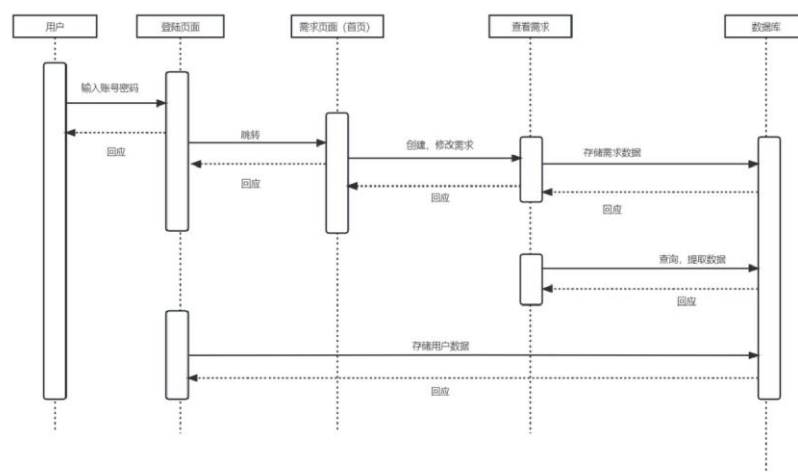 用户 登陆页面 需求页面（首页） 查看需求 数据库
输入账号密码
回应
跳转
回应
创建，修改需求
回应
存储需求数据
回应
查询，提取数据
回应
存储用户数据
回应